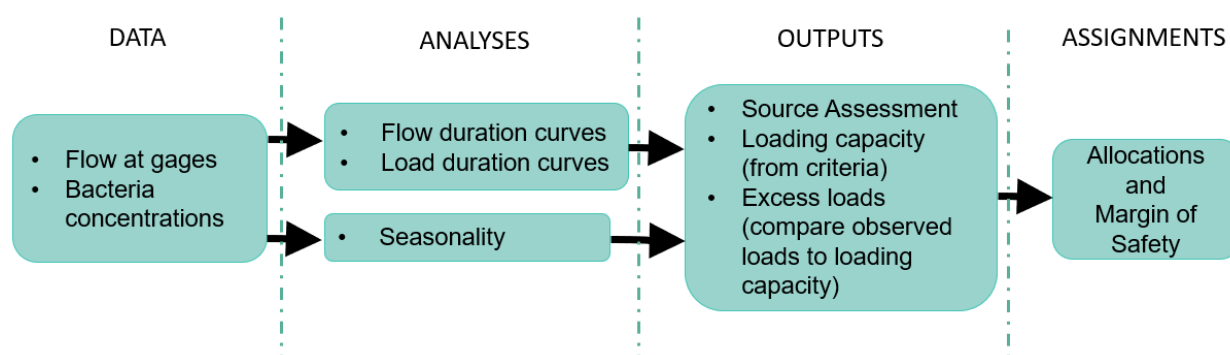 DATA
ANALYSES
OUTPUTS
ASSIGNMENTS
• Flow at gages
• Bacteria
concentrations
• Flow duration curves
• Load duration curves
• Seasonality
• Source Assessment
• Loading capacity
(from criteria)
• Excess loads
(compare observed
loads to loading
capacity)
Allocations
and
Margin of
Safety